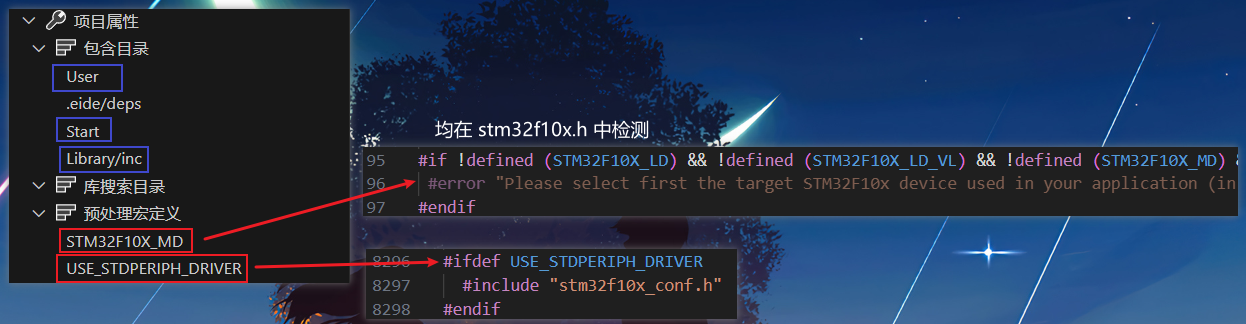 项目属性
包含目录
User
.eide/deps
Start
Library/inc
库搜索目录
预处理宏定义
STM32F10X_MD
USE_STDPERIPH_DRIVER
均在 stm32f10x.h 中检测
95 #if !defined (STM32F10X_LD) && !defined (STM32F10X_LD_VL) && !defined (STM32F10X_MD) &
96 #error "Please select first the target STM32F10x device used in your application (in
97 #endif
8296 #ifdef USE_STDPERIPH_DRIVER
8297 #include "stm32f10x_conf.h"
8298 #endif